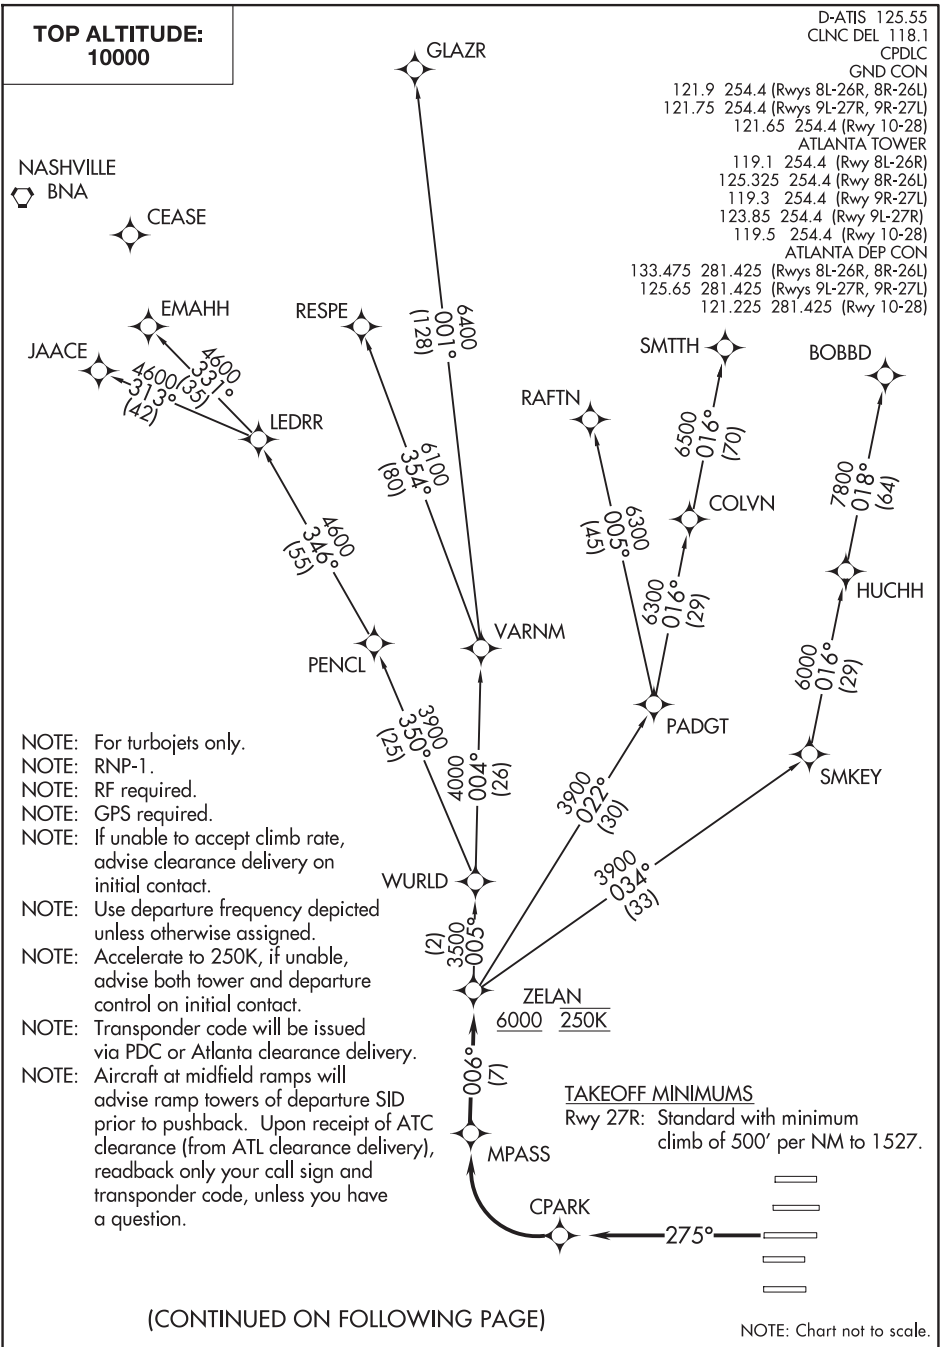 TOP ALTITUDE:
10000
D-ATIS 125.55
CLNC DEL 118.1
CPDLC
GND CON
121.9 254.4 (Rwys 8L-26R, 8R-26L)
121.75 254.4 (Rwys 9L-27R, 9R-27L)
121.65 254.4 (Rwy 10-28)
ATLANTA TOWER
119.1 254.4 (Rwy 8L-26R)
125.325 254.4 (Rwy 8R-26L)
119.3 254.4 (Rwy 9R-27L)
123.85 254.4 (Rwy 9L-27R)
119.5 254.4 (Rwy 10-28)
ATLANTA DEP CON
133.475 281.425 (Rwys 8L-26R, 8R-26L)
125.65 281.425 (Rwys 9L-27R, 9R-27L)
121.225 281.425 (Rwy 10-28)
GLAZR
NASHVILLE
BNA
CEASE
EMAHH
RESPE
JAACE
SMTTH
BOBBD
RAFTN
LEDRR
COLVN
HUCHH
VARNM
PENCL
PADGT
SMKEY
WURLD
4600
313°
(42)
4600
331°
(35)
4600
346°
(55)
6100
354°
(80)
6400
001°
(128)
6300
005°
(45)
6500
016°
(70)
6300
016°
(29)
7800
018°
(64)
6000
016°
(29)
3900
350°
(25)
4000
004°
(26)
3900
022°
(30)
3900
034°
(33)
(2)
3500
005°
ZELAN
6000 250K
006°
(7)
MPASS
CPARK
275°
NOTE: For turbojets only.
NOTE: RNP-1.
NOTE: RF required.
NOTE: GPS required.
NOTE: If unable to accept climb rate,
advise clearance delivery on
initial contact.
NOTE: Use departure frequency depicted
unless otherwise assigned.
NOTE: Accelerate to 250K, if unable,
advise both tower and departure
control on initial contact.
NOTE: Transponder code will be issued
via PDC or Atlanta clearance delivery.
NOTE: Aircraft at midfield ramps will
advise ramp towers of departure SID
prior to pushback. Upon receipt of ATC
clearance (from ATL clearance delivery),
readback only your call sign and
transponder code, unless you have
a question.
TAKEOFF MINIMUMS
Rwy 27R: Standard with minimum
climb of 500' per NM to 1527.
(CONTINUED ON FOLLOWING PAGE)
NOTE: Chart not to scale.